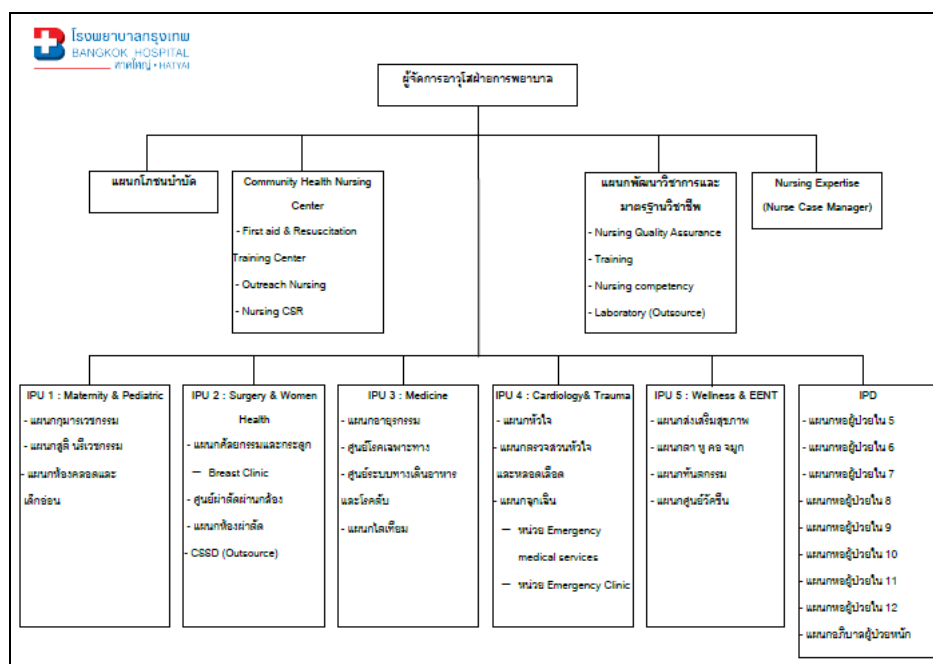 โรงพยาบาลกรุงเทพ
BANGKOK HOSPITAL
หาดใหญ่ • HATYAI
ผู้จัดการอาวุโสฝ่ายการพยาบาล
แผนกโภชนบำบัด
Community Health Nursing
Center
- First aid & Resuscitation
Training Center
- Outreach Nursing
- Nursing CSR
แผนกพัฒนาวิชาการและ
มาตรฐานวิชาชีพ
- Nursing Quality Assurance
- Training
- Nursing competency
- Laboratory (Outsource)
Nursing Expertise
(Nurse Case Manager)
IPU 1 : Maternity & Pediatric
- แผนกกุมารเวชกรรม
- แผนกสูติ นรีเวชกรรม
- แผนกห้องคลอดและ
เด็กอ่อน
IPU 2 : Surgery & Women
Health
- แผนกศัลยกรรมและกระดูก
– Breast Clinic
- ศูนย์ผ่าตัดผ่านกล้อง
- แผนกห้องผ่าตัด
- CSSD (Outsource)
IPU 3 : Medicine
- แผนกอายุรกรรม
- ศูนย์โรคเฉพาะทาง
- ศูนย์ระบบทางเดินอาหาร
และโรคตับ
- แผนกไตเทียม
IPU 4 : Cardiology& Trauma
- แผนกหัวใจ
- แผนกตรวจสวนหัวใจ
และหลอดเลือด
- แผนกฉุกเฉิน
– หน่วย Emergency
medical services
– หน่วย Emergency Clinic
IPU 5 : Wellness & EENT
- แผนกส่งเสริมสุขภาพ
- แผนกตา หู คอ จมูก
- แผนกทันตกรรม
- แผนกศูนย์วัคซีน
IPD
- แผนกหอผู้ป่วยใน 5
- แผนกหอผู้ป่วยใน 6
- แผนกหอผู้ป่วยใน 7
- แผนกหอผู้ป่วยใน 8
- แผนกหอผู้ป่วยใน 9
- แผนกหอผู้ป่วยใน 10
- แผนกหอผู้ป่วยใน 11
- แผนกหอผู้ป่วยใน 12
- แผนกอภิบาลผู้ป่วยหนัก